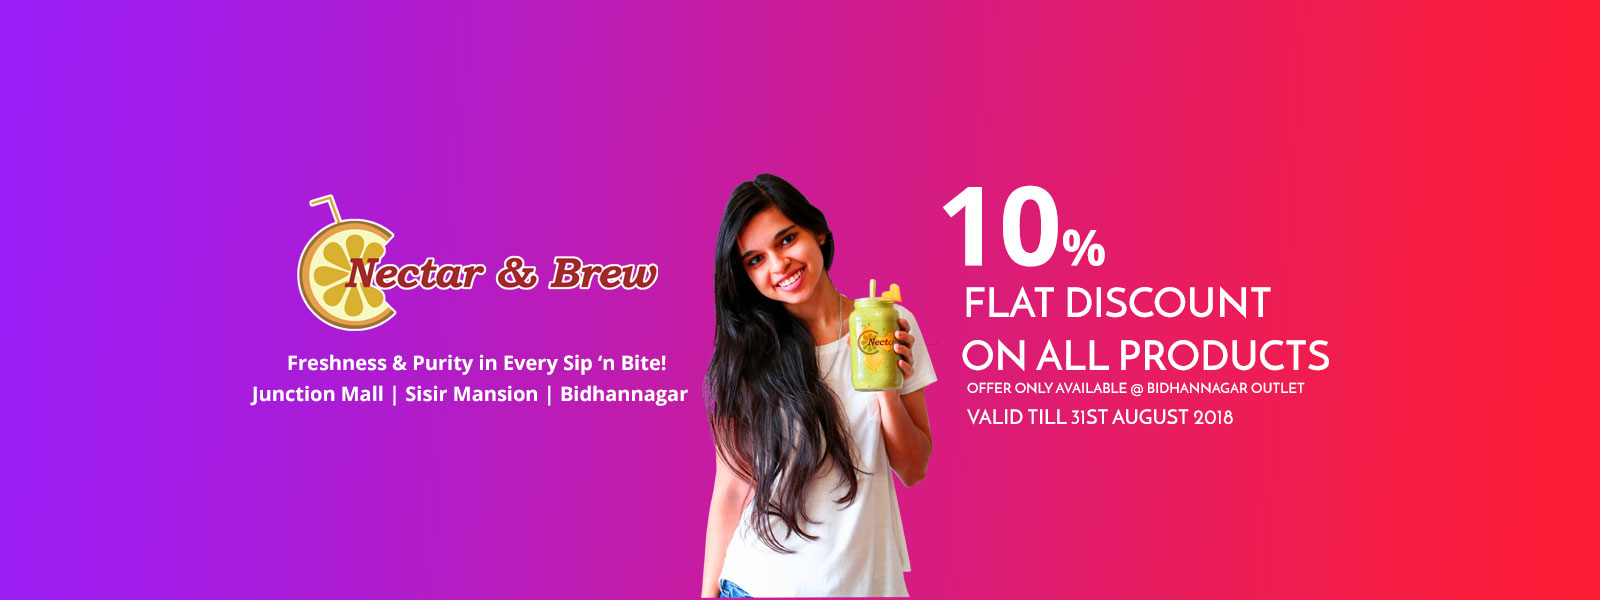 Nectar & Brew
Freshness & Purity in Every Sip ‘n Bite!
Junction Mall | Sisir Mansion | Bidhannagar
Necta
10%
FLAT DISCOUNT
ON ALL PRODUCTS
OFFER ONLY AVAILABLE @ BIDHANNAGAR OUTLET
VALID TILL 31ST AUGUST 2018